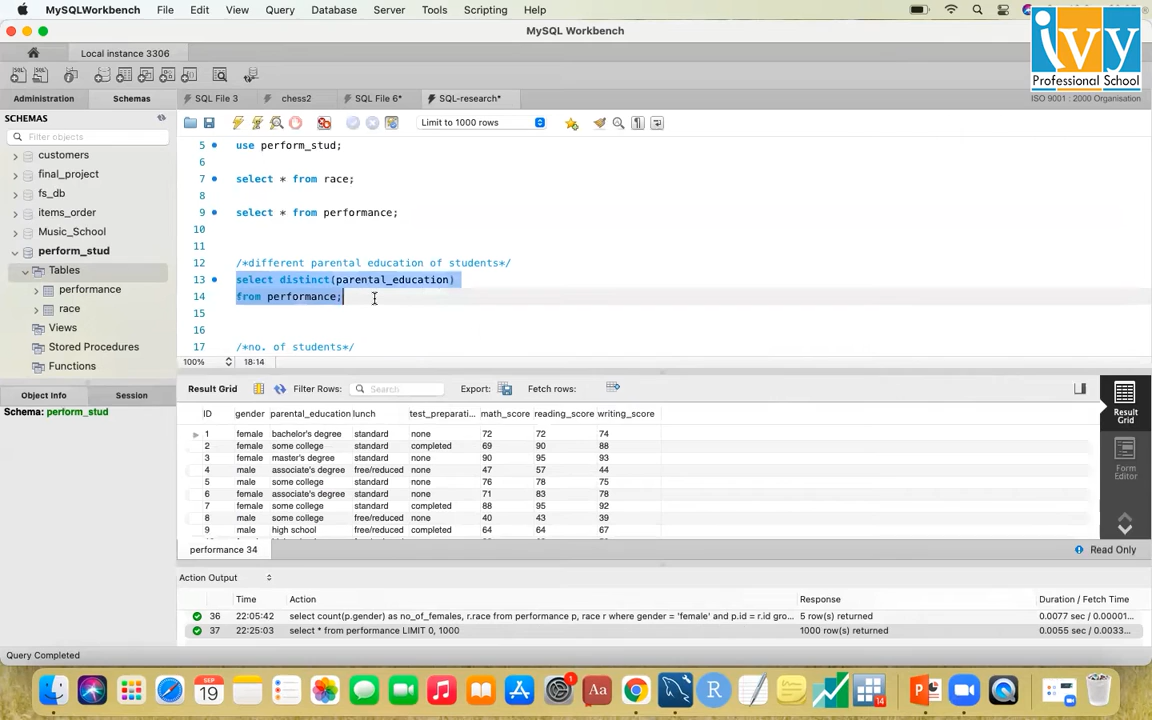 MySQLWorkbench File Edit View Query Database Server Tools Scripting Help
MySQL Workbench
ivy
Professional School
ISO 9001 : 2000 Organisation
Local instance 3306
Administration Schemas SQL File 3 chess2 SQL File 6* SQL-research*
SCHEMAS
Limit to 1000 rows
Filter objects
customers
final_project
fs_db
items_order
Music_School
perform_stud
Tables
performance
race
Views
Stored Procedures
Functions
5 use perform_stud;
6
7 select * from race;
8
9 select * from performance;
10
11
12 /*different parental education of students*/
13 select distinct(parental_education)
14 from performance;
15
16
17 /*no. of students*/
100% 18:14
Object Info Session
Schema: perform_stud
Result Grid Filter Rows: Search Export: Fetch rows:
Result Grid
Form Editor
ID gender parental_education lunch test_preparati... math_score reading_score writing_score
1 female bachelor's degree standard none 72 72 74
2 female some college standard completed 69 90 88
3 female master's degree standard none 90 95 93
4 male associate's degree free/reduced none 47 57 44
5 male some college standard none 76 78 75
6 female associate's degree standard none 71 83 78
7 female some college standard completed 88 95 92
8 male some college free/reduced none 40 43 39
9 male high school free/reduced completed 64 64 67
performance 34 Read Only
Action Output
Time Action Response Duration / Fetch Time
36 22:05:42 select count(p.gender) as no_of_females, r.race from performance p, race r where gender = 'female' and p.id = r.id gro... 5 row(s) returned 0.0077 sec / 0.00001...
37 22:25:03 select * from performance LIMIT 0, 1000 1000 row(s) returned 0.0055 sec / 0.0033...
Query Completed
SEP
19
1
Aa
R
14